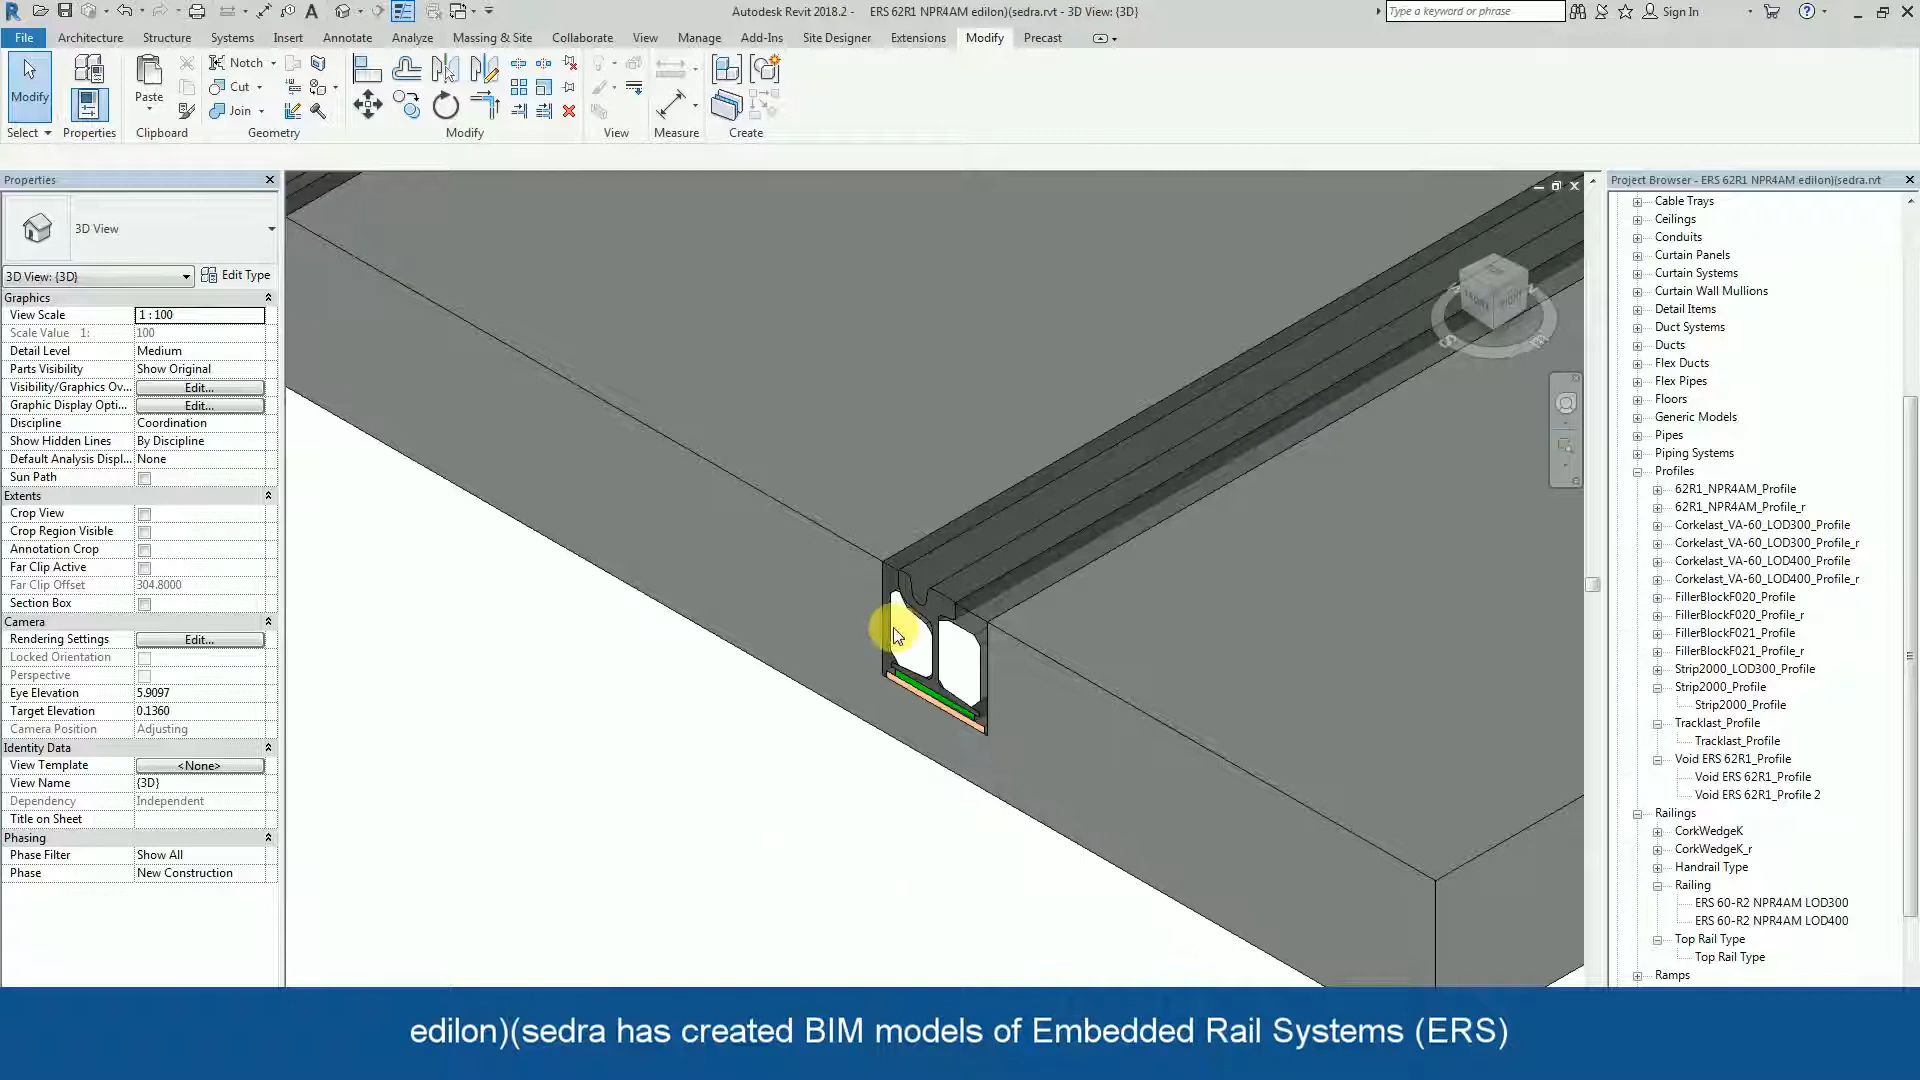 Autodesk Revit 2018.2 - ERS 62R1 NPR4AM edilon)(sedra.rvt - 3D View: {3D}
Type a keyword or phrase
Sign In
File Architecture Structure Systems Insert Annotate Analyze Massing & Site Collaborate View Manage Add-Ins Site Designer Extensions Modify Precast
Modify
Paste
Notch
Cut
Join
Select Properties Clipboard Geometry Modify View Measure Create
Properties
3D View
3D View: {3D} Edit Type
Graphics
View Scale 1 : 100
Scale Value 1: 100
Detail Level Medium
Parts Visibility Show Original
Visibility/Graphics Ov... Edit...
Graphic Display Opti... Edit...
Discipline Coordination
Show Hidden Lines By Discipline
Default Analysis Displ... None
Sun Path
Extents
Crop View
Crop Region Visible
Annotation Crop
Far Clip Active
Far Clip Offset 304.8000
Section Box
Camera
Rendering Settings Edit...
Locked Orientation
Perspective
Eye Elevation 5.9097
Target Elevation 0.1360
Camera Position Adjusting
Identity Data
View Template <None>
View Name {3D}
Dependency Independent
Title on Sheet
Phasing
Phase Filter Show All
Phase New Construction
Project Browser - ERS 62R1 NPR4AM edilon)(sedra.rvt
Cable Trays
Ceilings
Conduits
Curtain Panels
Curtain Systems
Curtain Wall Mullions
Detail Items
Duct Systems
Ducts
Flex Ducts
Flex Pipes
Floors
Generic Models
Pipes
Piping Systems
Profiles
62R1_NPR4AM_Profile
62R1_NPR4AM_Profile_r
Corkelast_VA-60_LOD300_Profile
Corkelast_VA-60_LOD300_Profile_r
Corkelast_VA-60_LOD400_Profile
Corkelast_VA-60_LOD400_Profile_r
FillerBlockF020_Profile
FillerBlockF020_Profile_r
FillerBlockF021_Profile
FillerBlockF021_Profile_r
Strip2000_LOD300_Profile
Strip2000_Profile
Strip2000_Profile
Tracklast_Profile
Tracklast_Profile
Void ERS 62R1_Profile
Void ERS 62R1_Profile
Void ERS 62R1_Profile 2
Railings
CorkWedgeK
CorkWedgeK_r
Handrail Type
Railing
ERS 60-R2 NPR4AM LOD300
ERS 60-R2 NPR4AM LOD400
Top Rail Type
Top Rail Type
Ramps
edilon)(sedra has created BIM models of Embedded Rail Systems (ERS)